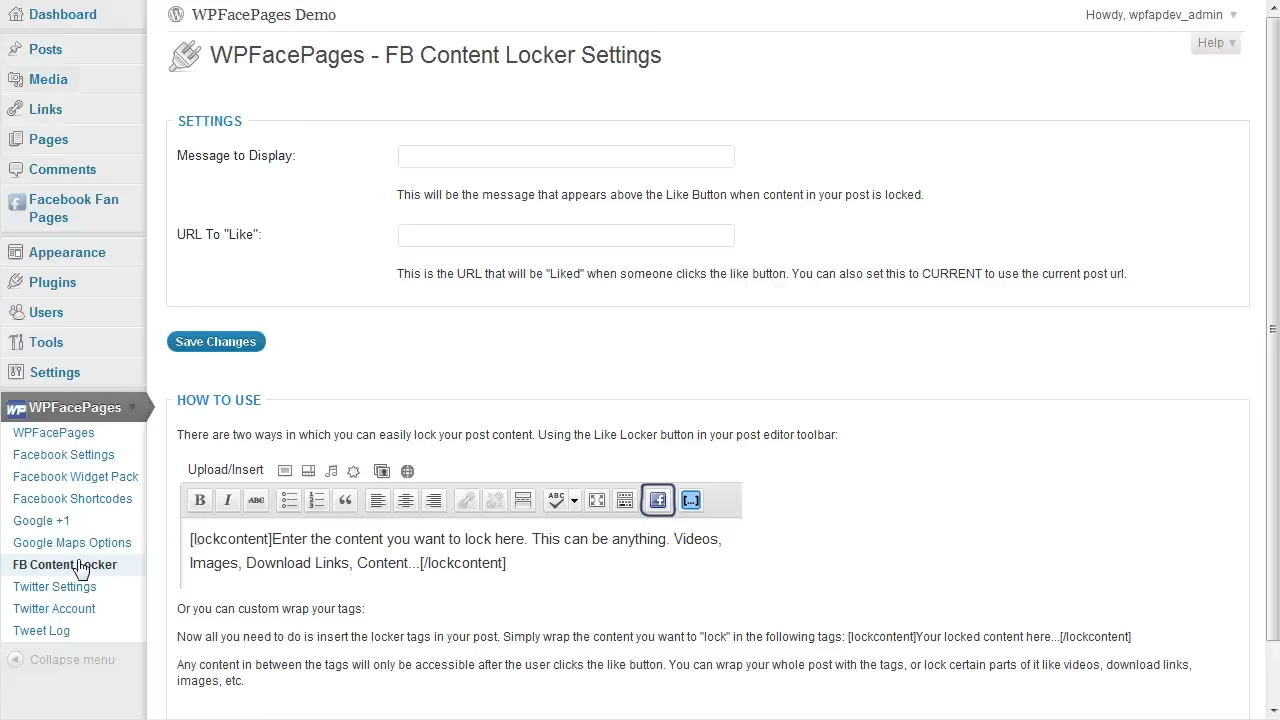 Dashboard
Posts
Media
Links
Pages
Comments
Facebook Fan
Pages
Appearance
Plugins
Users
Tools
Settings
WP WPFacePages
WPFacePages
Facebook Settings
Facebook Widget Pack
Facebook Shortcodes
Google +1
Google Maps Options
FB Content Locker
Twitter Settings
Twitter Account
Tweet Log
Collapse menu
WPFacePages Demo
Howdy, wpfapdev_admin
Help
WPFacePages - FB Content Locker Settings
SETTINGS
Message to Display:
This will be the message that appears above the Like Button when content in your post is locked.
URL To "Like":
This is the URL that will be "Liked" when someone clicks the like button. You can also set this to CURRENT to use the current post url.
Save Changes
HOW TO USE
There are two ways in which you can easily lock your post content. Using the Like Locker button in your post editor toolbar:
Upload/Insert
B I ABC ABC f [...]
[lockcontent]Enter the content you want to lock here. This can be anything. Videos,
Images, Download Links, Content...[/lockcontent]
Or you can custom wrap your tags:
Now all you need to do is insert the locker tags in your post. Simply wrap the content you want to "lock" in the following tags: [lockcontent]Your locked content here...[/lockcontent]
Any content in between the tags will only be accessible after the user clicks the like button. You can wrap your whole post with the tags, or lock certain parts of it like videos, download links,
images, etc.